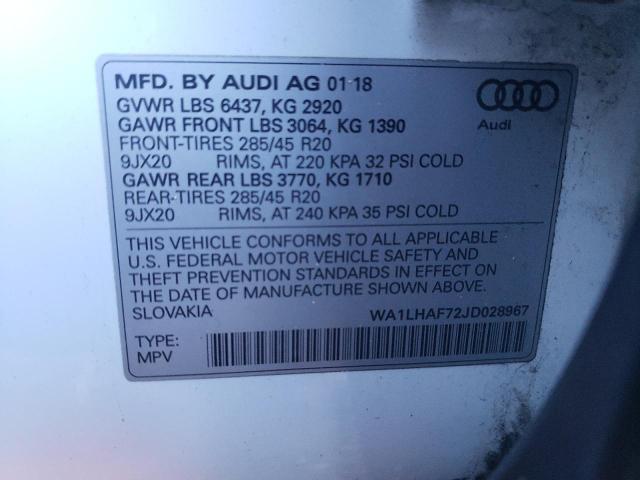 MFD. BY AUDI AG 01 18
GVWR LBS 6437, KG 2920
GAWR FRONT LBS 3064, KG 1390
FRONT-TIRES 285/45 R20
9JX20 RIMS, AT 220 KPA 32 PSI COLD
GAWR REAR LBS 3770, KG 1710
REAR-TIRES 285/45 R20
9JX20 RIMS, AT 240 KPA 35 PSI COLD
Audi
THIS VEHICLE CONFORMS TO ALL APPLICABLE
U.S. FEDERAL MOTOR VEHICLE SAFETY AND
THEFT PREVENTION STANDARDS IN EFFECT ON
THE DATE OF MANUFACTURE SHOWN ABOVE.
SLOVAKIA WA1LHAF72JD028967
TYPE:
MPV